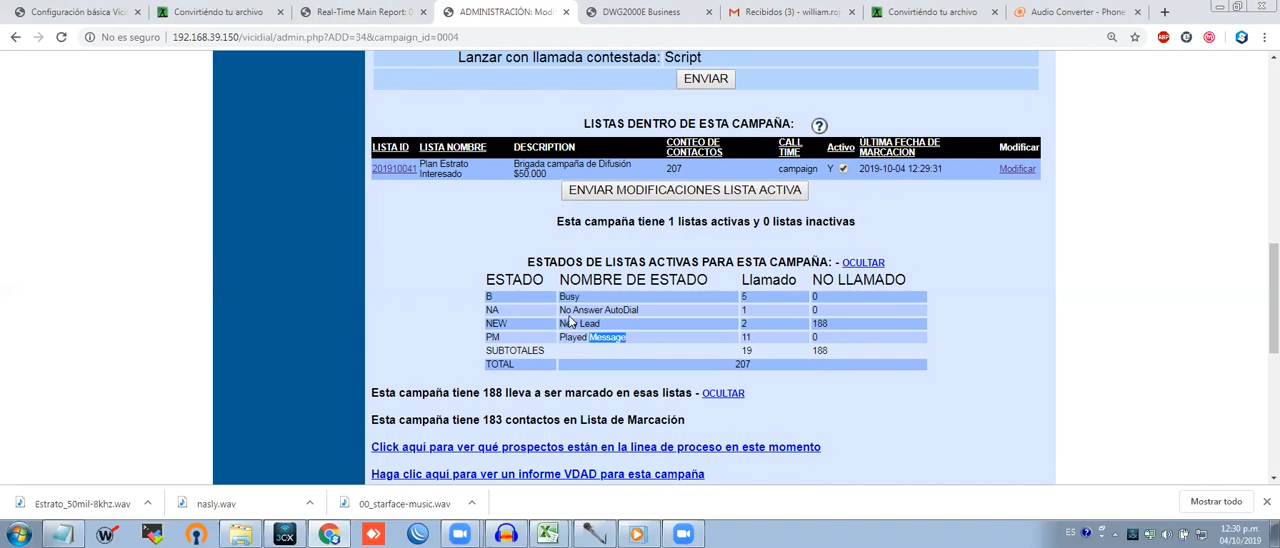 Configuración básica Vicid
Convirtiéndo tu archivo
Real-Time Main Report: 0
ADMINISTRACIÓN: Modi
DWG2000E Business
Recibidos (3) - william.roj
Convirtiéndo tu archivo
Audio Converter - Phone
No es seguro 192.168.39.150/vicidial/admin.php?ADD=34&campaign_id=0004
Lanzar con llamada contestada: Script
ENVIAR
LISTAS DENTRO DE ESTA CAMPAÑA: ?
LISTA ID LISTA NOMBRE DESCRIPTION CONTEO DE CONTACTOS CALL TIME Activo ÚLTIMA FECHA DE MARCACION Modificar
201910041 Plan Estrato Interesado Brigada campaña de Difusión $50.000 207 campaign Y 2019-10-04 12:29:31 Modificar
ENVIAR MODIFICACIONES LISTA ACTIVA
Esta campaña tiene 1 listas activas y 0 listas inactivas
ESTADOS DE LISTAS ACTIVAS PARA ESTA CAMPAÑA: - OCULTAR
ESTADO NOMBRE DE ESTADO Llamado NO LLAMADO
B Busy 5 0
NA No Answer AutoDial 1 0
NEW New Lead 2 188
PM Played Message 11 0
SUBTOTALES 19 188
TOTAL 207
Esta campaña tiene 188 lleva a ser marcado en esas listas - OCULTAR
Esta campaña tiene 183 contactos en Lista de Marcación
Click aquí para ver qué prospectos están en la linea de proceso en este momento
Haga clic aquí para ver un informe VDAD para esta campaña
Estrato_50mil-8khz.wav
nasly.wav
00_starface-music.wav
Mostrar todo
3CX
ES
12:30 p.m.
04/10/2019